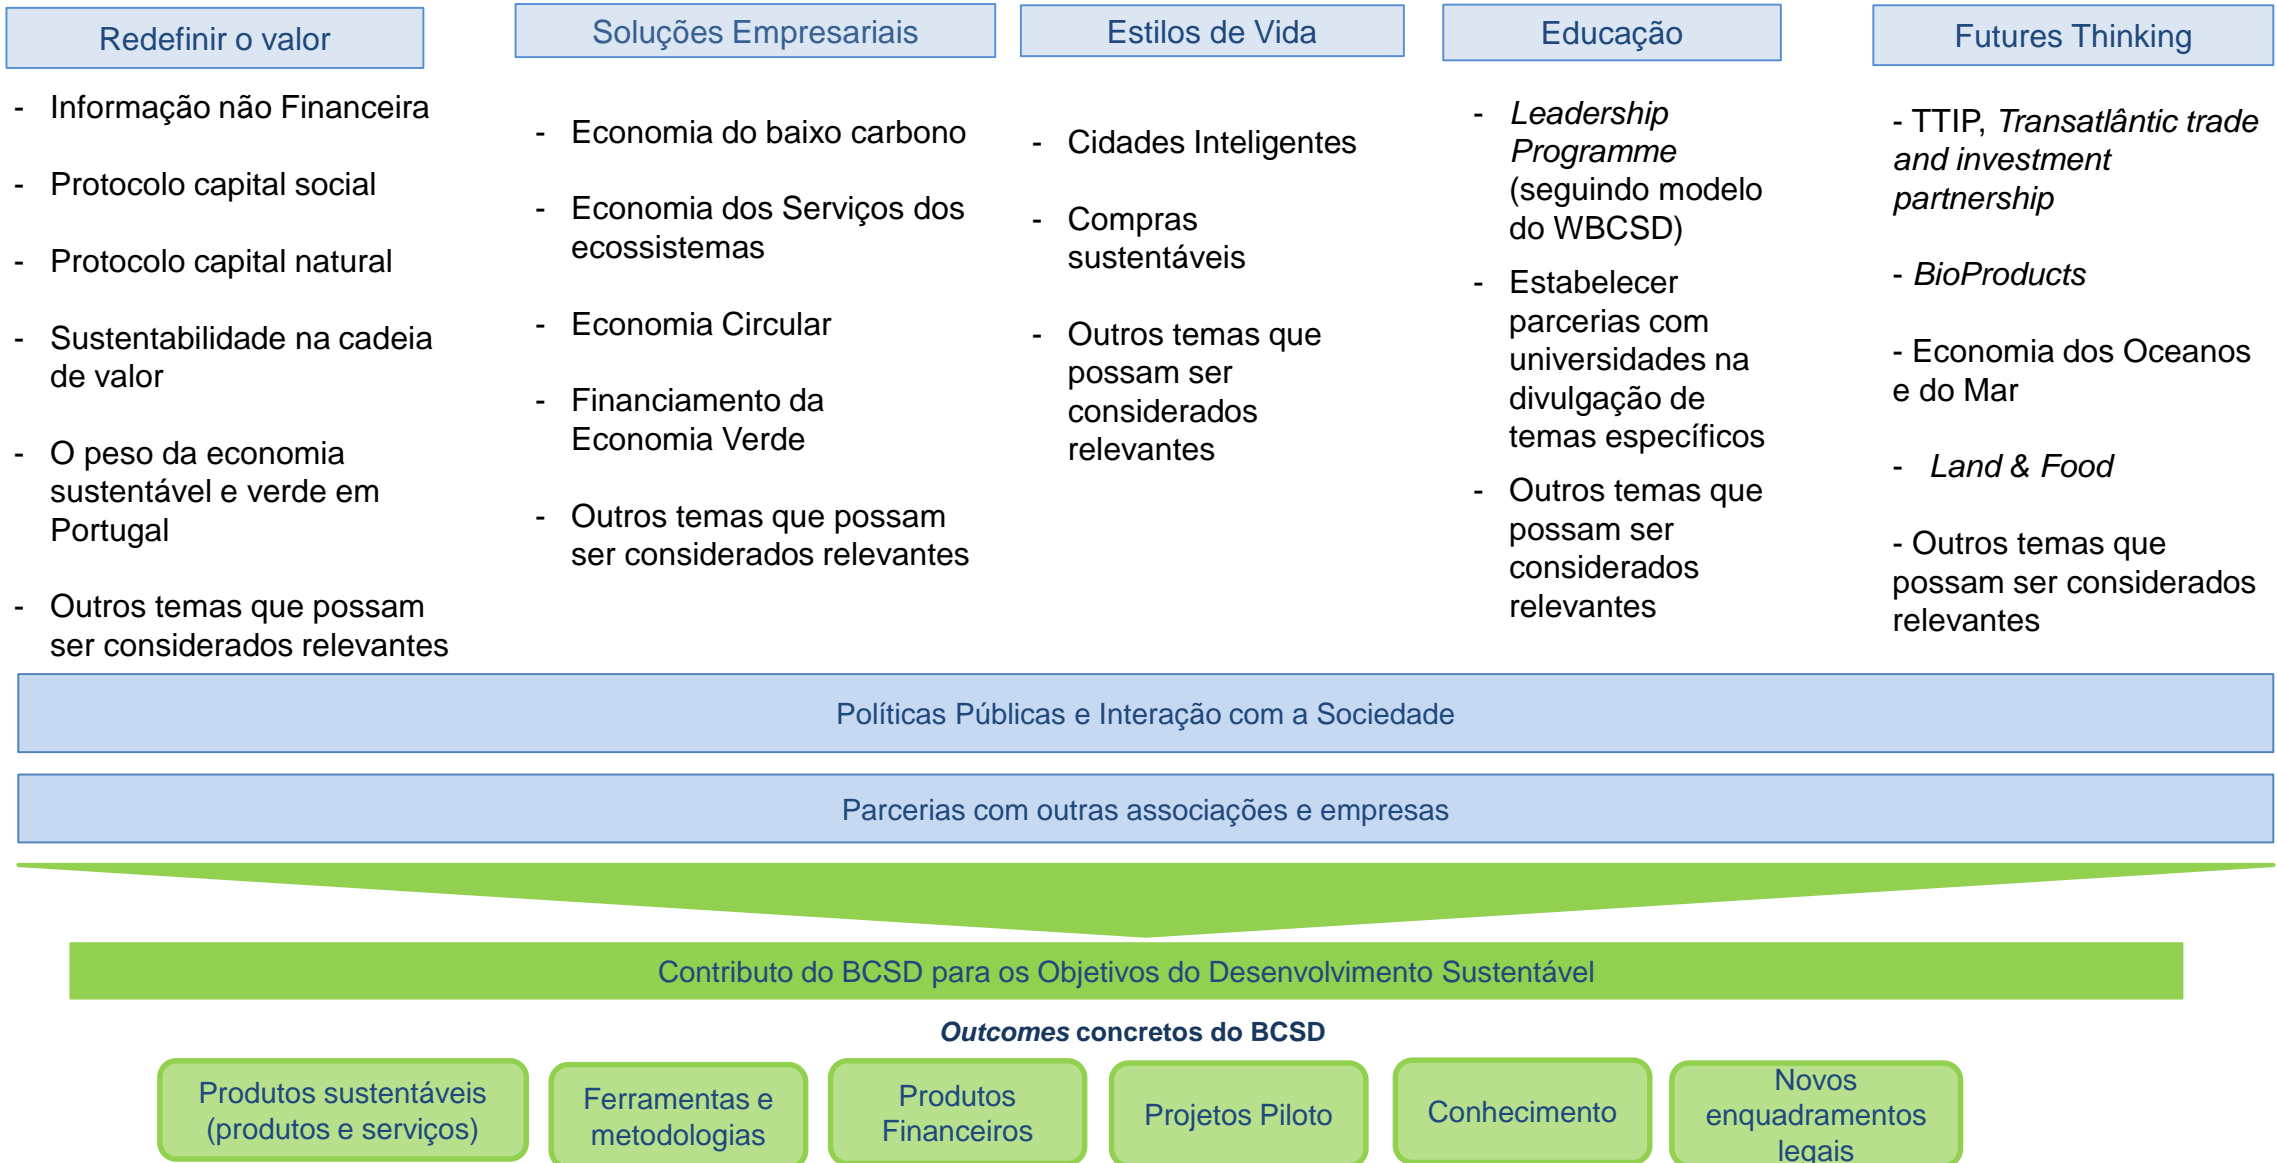 Redefinir o valor
- Informação não Financeira
- Protocolo capital social
- Protocolo capital natural
- Sustentabilidade na cadeia
de valor
- O peso da economia
sustentável e verde em
Portugal
- Outros temas que possam
ser considerados relevantes
Soluções Empresariais
- Economia do baixo carbono
- Economia dos Serviços dos
ecossistemas
- Economia Circular
- Financiamento da
Economia Verde
- Outros temas que possam
ser considerados relevantes
Estilos de Vida
- Cidades Inteligentes
- Compras
sustentáveis
- Outros temas que
possam ser
considerados
relevantes
Educação
- Leadership
Programme
(seguindo modelo
do WBCSD)
- Estabelecer
parcerias com
universidades na
divulgação de
temas específicos
- Outros temas que
possam ser
considerados
relevantes
Futures Thinking
- TTIP, Transatlântic trade
and investment
partnership
- BioProducts
- Economia dos Oceanos
e do Mar
- Land & Food
- Outros temas que
possam ser considerados
relevantes
Políticas Públicas e Interação com a Sociedade
Parcerias com outras associações e empresas
Contributo do BCSD para os Objetivos do Desenvolvimento Sustentável
Outcomes concretos do BCSD
Produtos sustentáveis
(produtos e serviços)
Ferramentas e
metodologias
Produtos
Financeiros
Projetos Piloto
Conhecimento
Novos
enquadramentos
legais